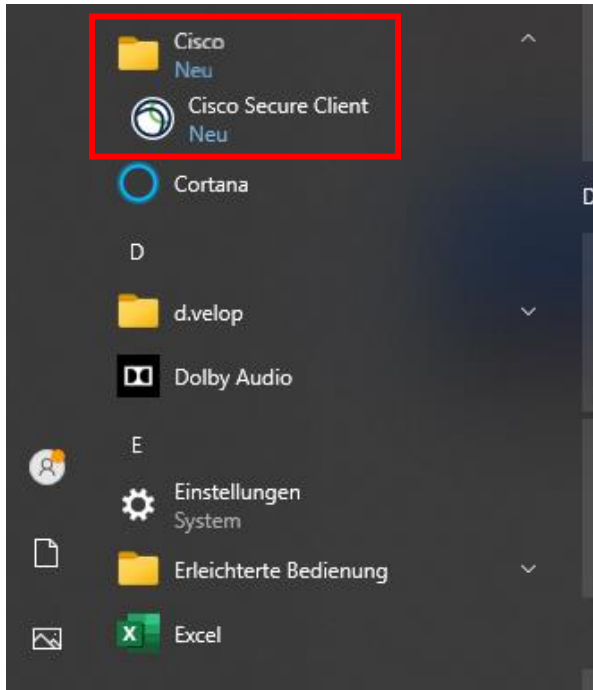 Cisco
Neu
Cisco Secure Client
Neu
Cortana
D
D
d.velop
Dolby Audio
E
Einstellungen
System
Erleichterte Bedienung
Excel